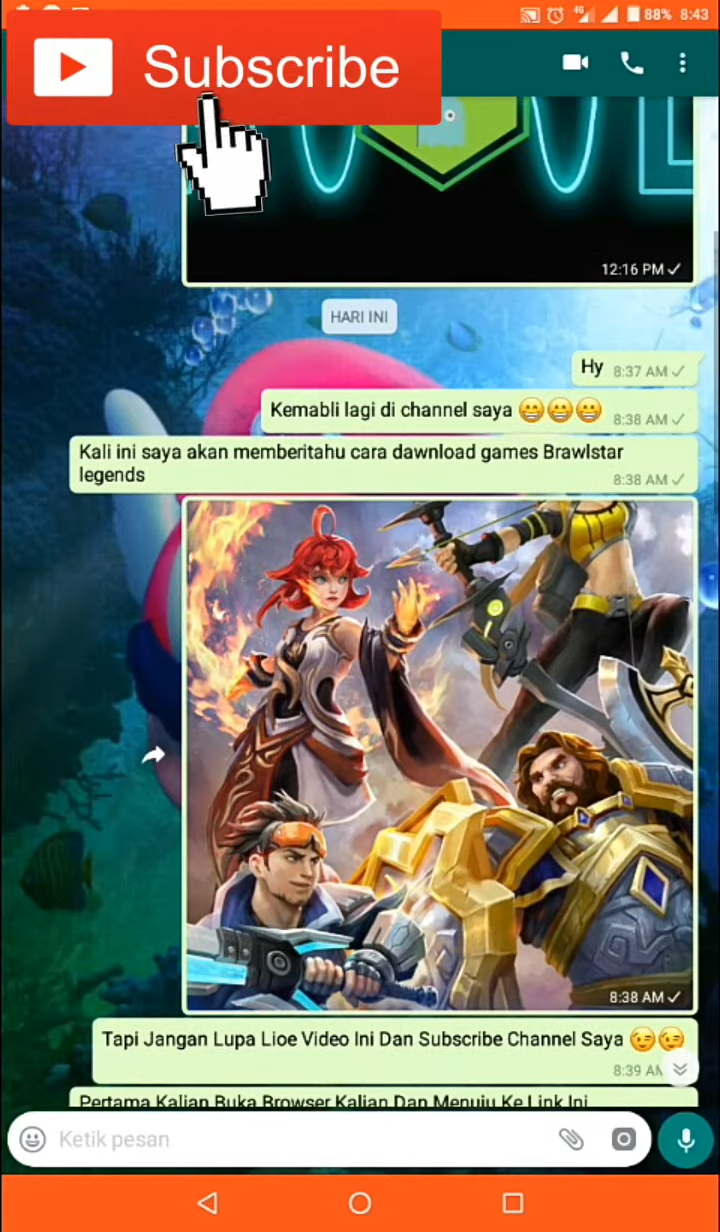 88% 8:43
Subscribe
12:16 PM
HARI INI
Hy 8:37 AM
Kemabli lagi di channel saya 😁😁😁 8:38 AM
Kali ini saya akan memberitahu cara dawnload games Brawlstar
legends 8:38 AM
8:38 AM
Tapi Jangan Lupa Lioe Video Ini Dan Subscribe Channel Saya 😉😉
8:39 AM
Pertama Kalian Buka Browser Kalian Dan Menuju Ke Link Ini
Ketik pesan